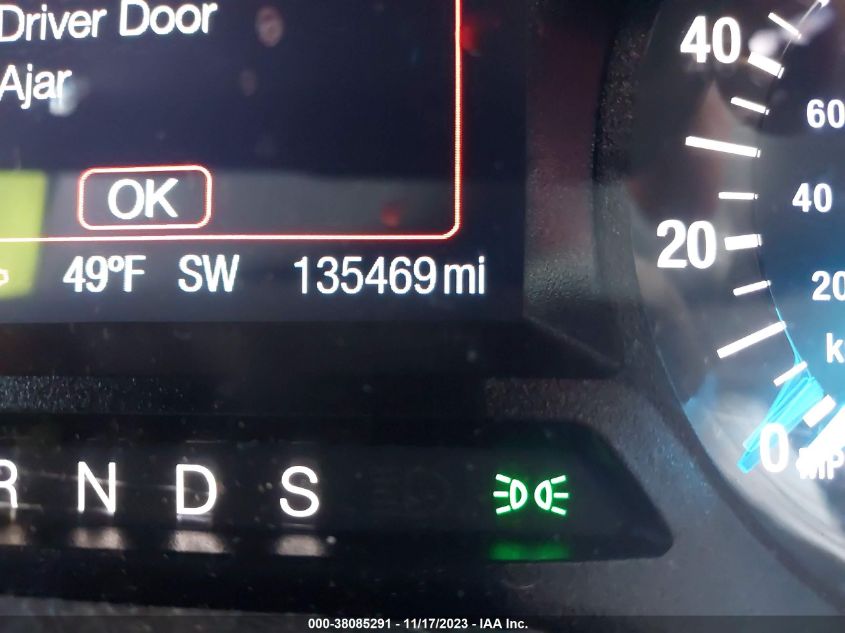 Driver Door
Ajar
OK
49ºF SW 135469 mi
40
20
0
60
40
20
R N D S
000-38085291 - 11/17/2023 - IAA Inc.